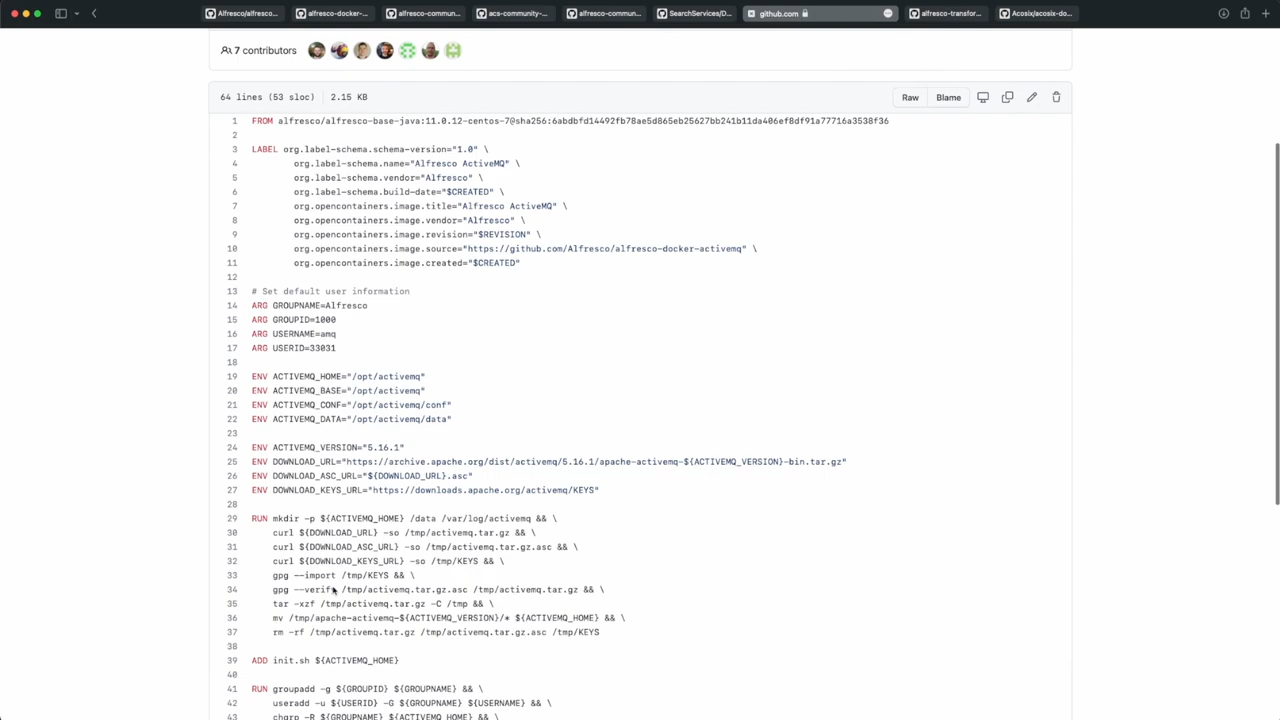 Alfresco/alfresco...
alfresco-docker-...
alfresco-commun...
acs-community-...
alfresco-commun...
SearchServices/D...
github.com
alfresco-transfor...
Acosix/acosix-do...
7 contributors
64 lines (53 sloc) | 2.15 KB
Raw
Blame
1 FROM alfresco/alfresco-base-java:11.0.12-centos-7@sha256:6abdbfd14492fb78ae5d865eb25627bb241b11da406ef8df91a77716a3538f36
2
3 LABEL org.label-schema.schema-version="1.0" \
4 org.label-schema.name="Alfresco ActiveMQ" \
5 org.label-schema.vendor="Alfresco" \
6 org.label-schema.build-date="$CREATED" \
7 org.opencontainers.image.title="Alfresco ActiveMQ" \
8 org.opencontainers.image.vendor="Alfresco" \
9 org.opencontainers.image.revision="$REVISION" \
10 org.opencontainers.image.source="https://github.com/Alfresco/alfresco-docker-activemq" \
11 org.opencontainers.image.created="$CREATED"
12
13 # Set default user information
14 ARG GROUPNAME=Alfresco
15 ARG GROUPID=1000
16 ARG USERNAME=amq
17 ARG USERID=33031
18
19 ENV ACTIVEMQ_HOME="/opt/activemq"
20 ENV ACTIVEMQ_BASE="/opt/activemq"
21 ENV ACTIVEMQ_CONF="/opt/activemq/conf"
22 ENV ACTIVEMQ_DATA="/opt/activemq/data"
23
24 ENV ACTIVEMQ_VERSION="5.16.1"
25 ENV DOWNLOAD_URL="https://archive.apache.org/dist/activemq/5.16.1/apache-activemq-${ACTIVEMQ_VERSION}-bin.tar.gz"
26 ENV DOWNLOAD_ASC_URL="${DOWNLOAD_URL}.asc"
27 ENV DOWNLOAD_KEYS_URL="https://downloads.apache.org/activemq/KEYS"
28
29 RUN mkdir -p ${ACTIVEMQ_HOME} /data /var/log/activemq && \
30 curl ${DOWNLOAD_URL} -so /tmp/activemq.tar.gz && \
31 curl ${DOWNLOAD_ASC_URL} -so /tmp/activemq.tar.gz.asc && \
32 curl ${DOWNLOAD_KEYS_URL} -so /tmp/KEYS && \
33 gpg --import /tmp/KEYS && \
34 gpg --verify /tmp/activemq.tar.gz.asc /tmp/activemq.tar.gz && \
35 tar -xzf /tmp/activemq.tar.gz -C /tmp && \
36 mv /tmp/apache-activemq-${ACTIVEMQ_VERSION}/* ${ACTIVEMQ_HOME} && \
37 rm -rf /tmp/activemq.tar.gz /tmp/activemq.tar.gz.asc /tmp/KEYS
38
39 ADD init.sh ${ACTIVEMQ_HOME}
40
41 RUN groupadd -g ${GROUPID} ${GROUPNAME} && \
42 useradd -u ${USERID} -G ${GROUPNAME} ${USERNAME} && \
43 chgrp -R ${GROUPNAME} ${ACTIVEMQ_HOME} && \